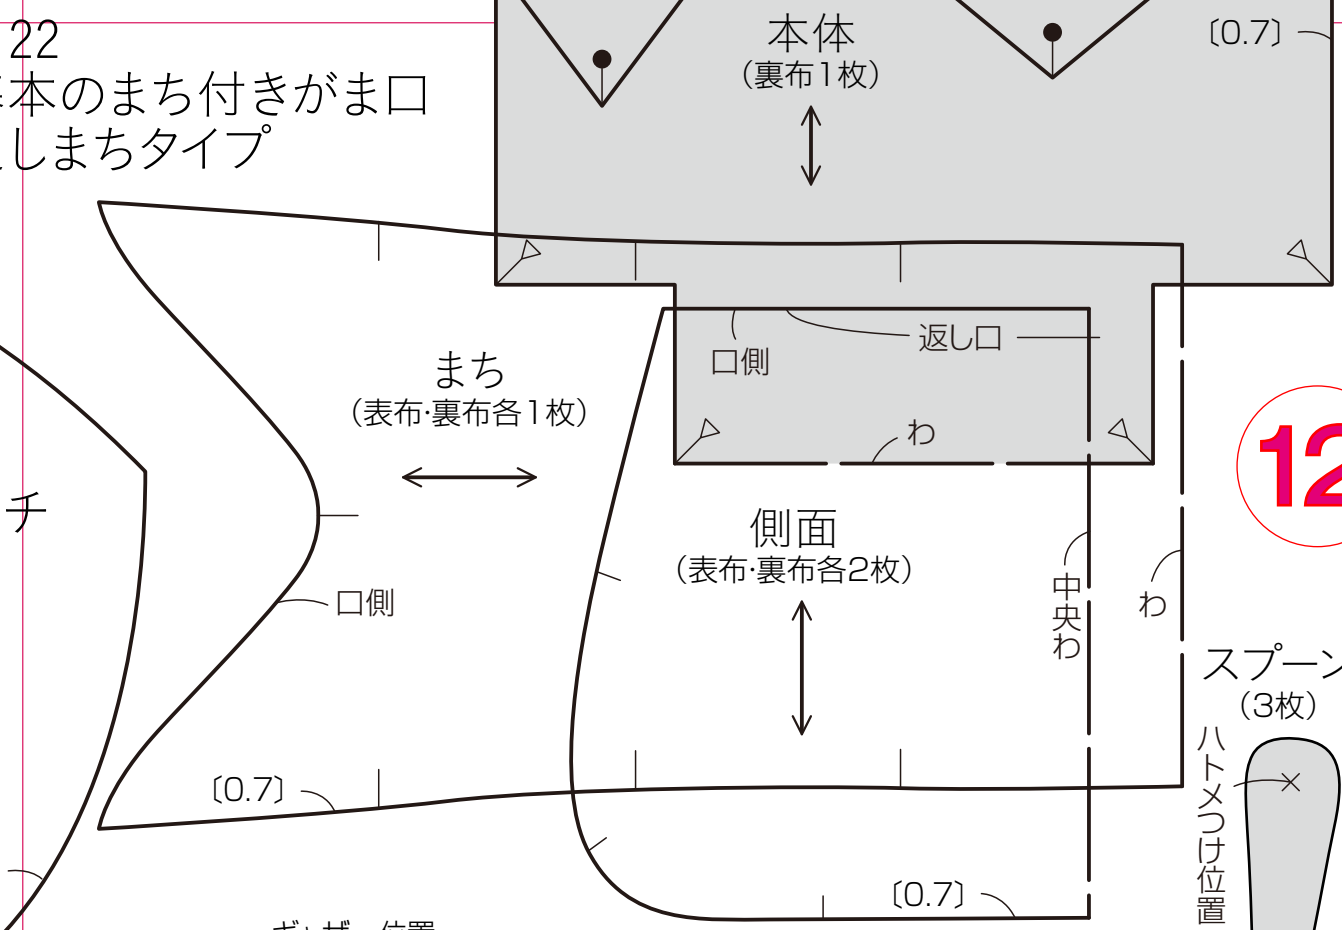 22
本のまち付きがま口
しまちタイプ
本体
（裏布1枚）
〔0.7〕
返し口
口側
まち
（表布・裏布各1枚）
わ
チ
側面
（表布・裏布各2枚）
12
口側
中央わ
わ
スプーン
（3枚）
ハトメつけ位置
〔0.7〕
〔0.7〕
位置